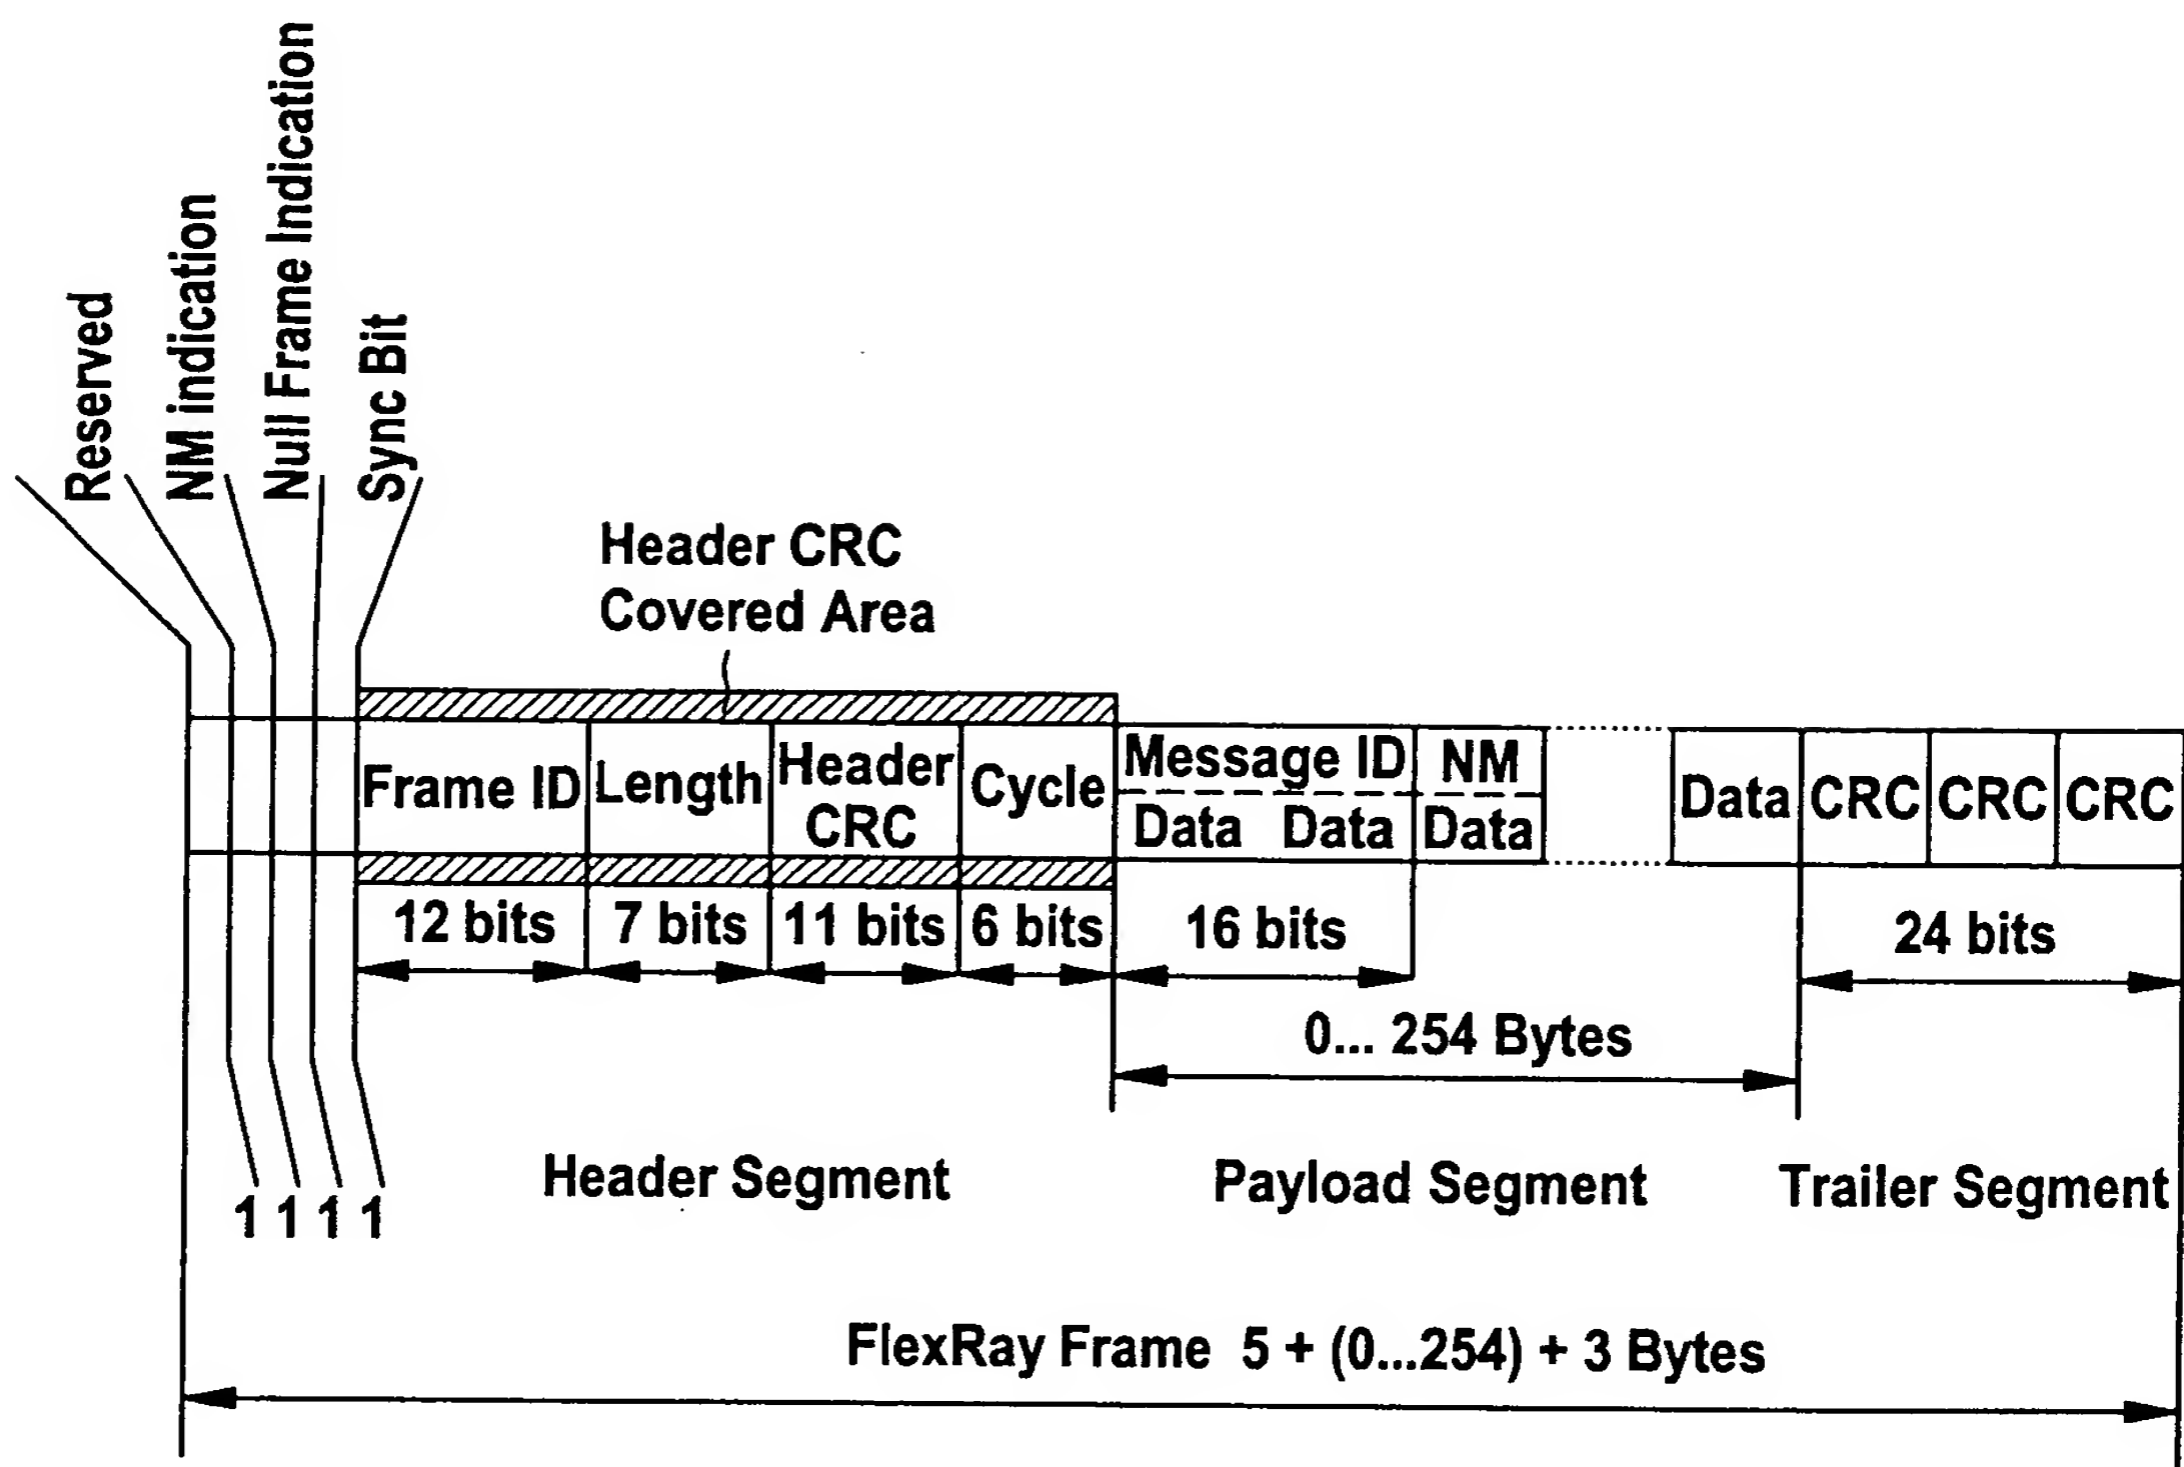 Reserved
NM indication
Null Frame Indication
Sync Bit
Header CRC
Covered Area
Frame ID
Length
Header
CRC
Cycle
Message ID
Data Data
NM
Data
Data
CRC
CRC
CRC
12 bits
7 bits
11 bits
6 bits
16 bits
24 bits
0... 254 Bytes
Header Segment
Payload Segment
Trailer Segment
1 1 1 1
FlexRay Frame 5 + (0...254) + 3 Bytes